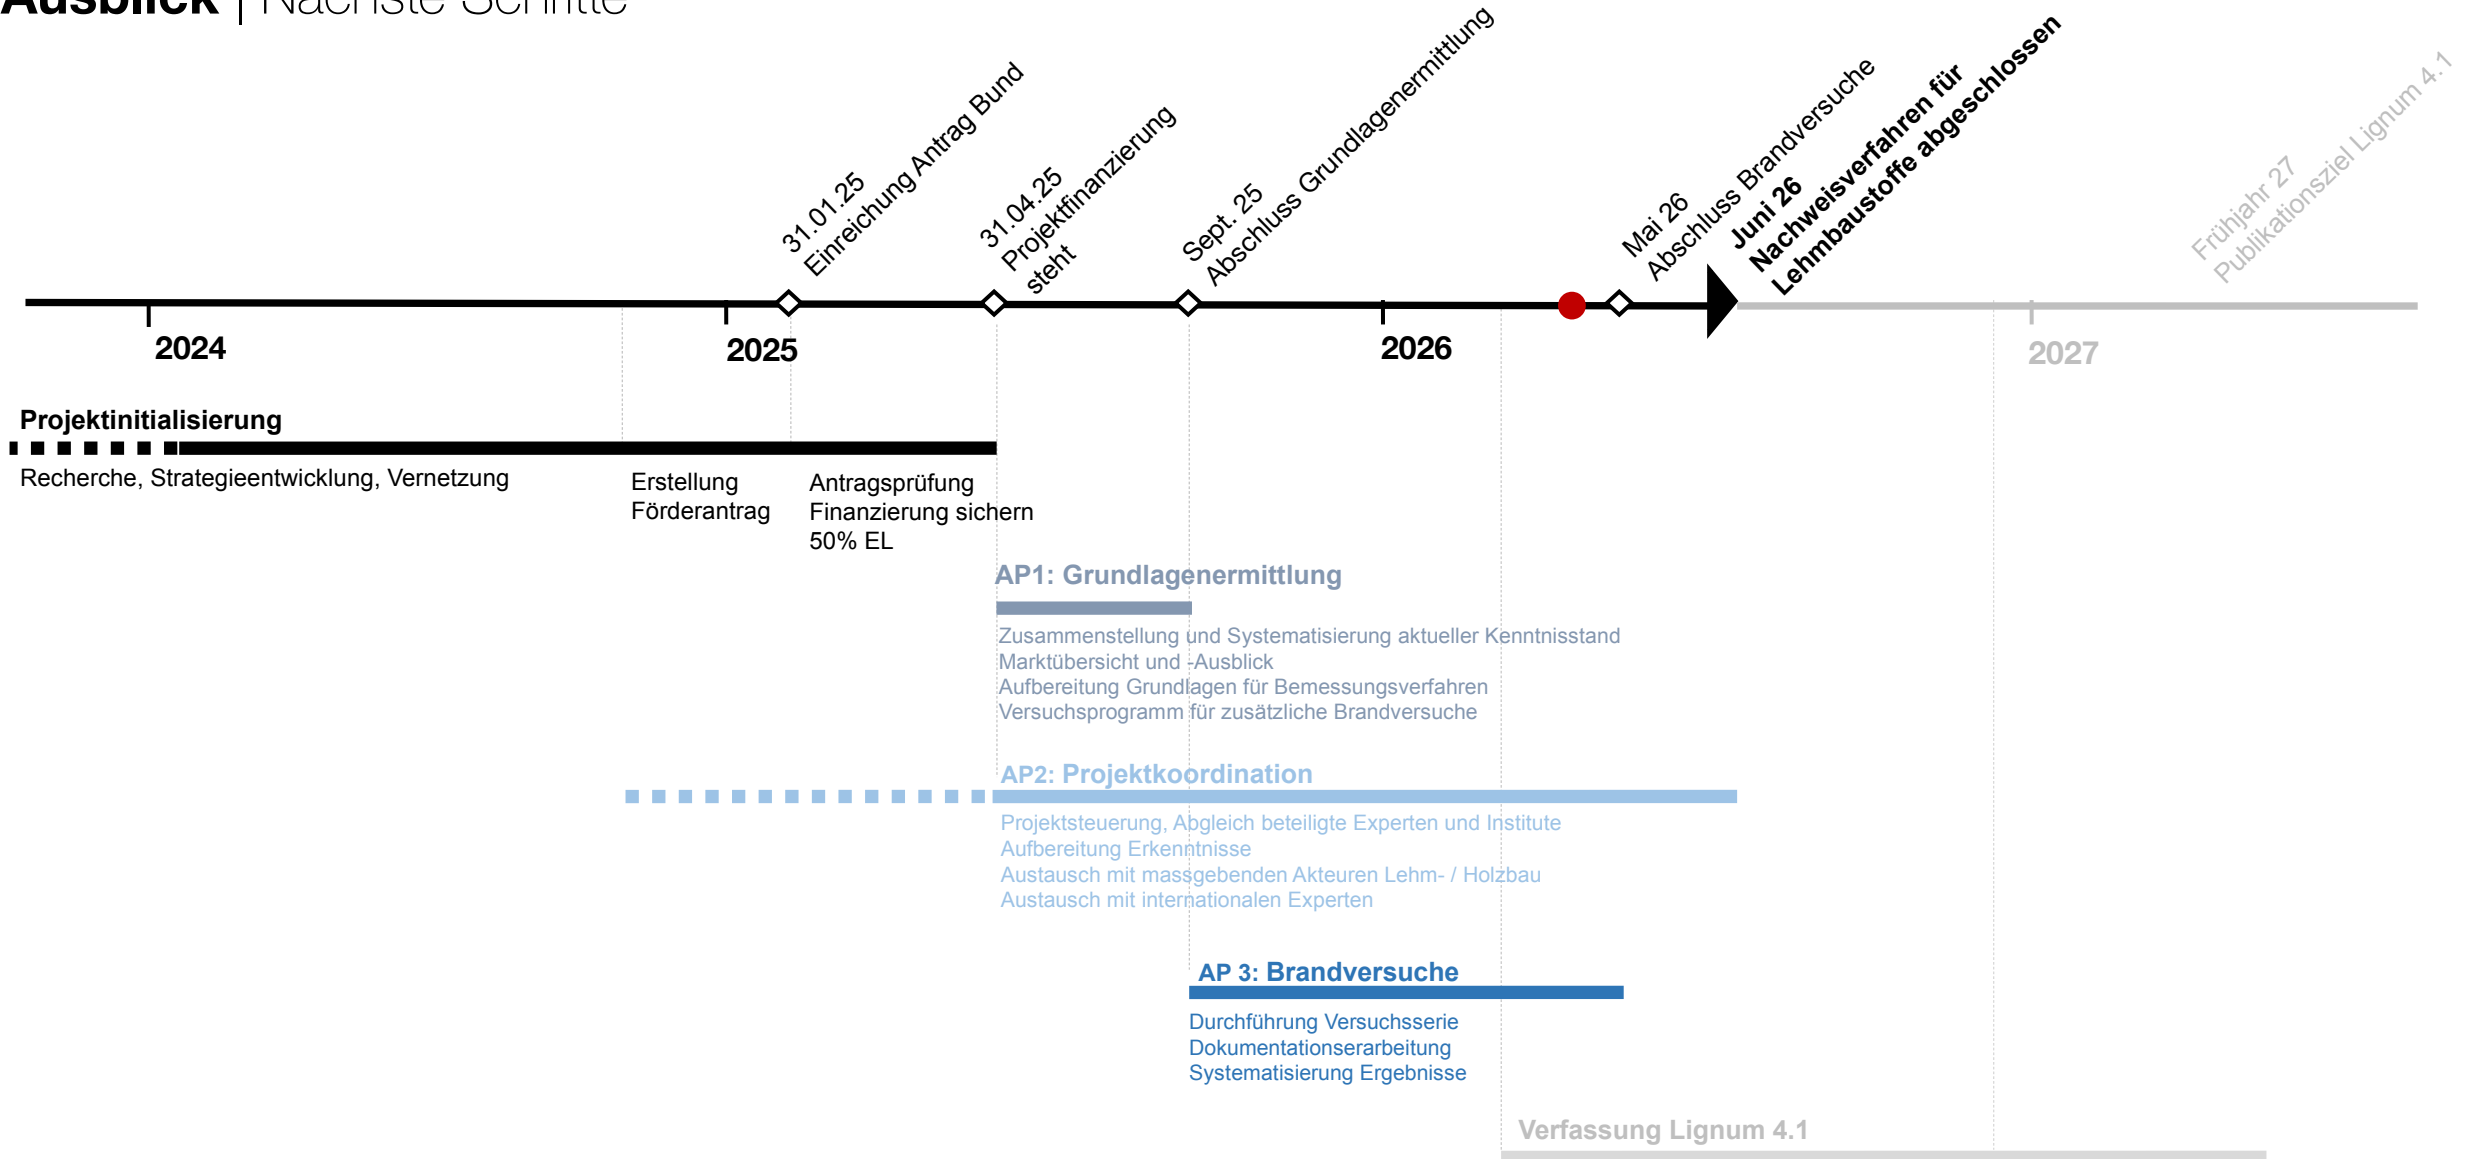 Ausblick | Nächste Schritte
31.01.25
Einreichung Antrag Bund
31.04.25
Projektfinanzierung
steht
Sept. 25
Abschluss Grundlagenermittlung
Mai 26
Abschluss Brandversuche
Juni 26
Nachweisverfahren für
Lehmbaustoffe abgeschlossen
Frühjahr 27
Publikationsziel Lignum 4.1
2024
2025
2026
2027
Projektinitialisierung
Recherche, Strategieentwicklung, Vernetzung
Erstellung
Förderantrag
Antragsprüfung
Finanzierung sichern
50% EL
AP1: Grundlagenermittlung
Zusammenstellung und Systematisierung aktueller Kenntnisstand
Marktübersicht und -Ausblick
Aufbereitung Grundlagen für Bemessungsverfahren
Versuchsprogramm für zusätzliche Brandversuche
AP2: Projektkoordination
Projektsteuerung, Abgleich beteiligte Experten und Institute
Aufbereitung Erkenntnisse
Austausch mit massgebenden Akteuren Lehm- / Holzbau
Austausch mit internationalen Experten
AP 3: Brandversuche
Durchführung Versuchsserie
Dokumentationserarbeitung
Systematisierung Ergebnisse
Verfassung Lignum 4.1